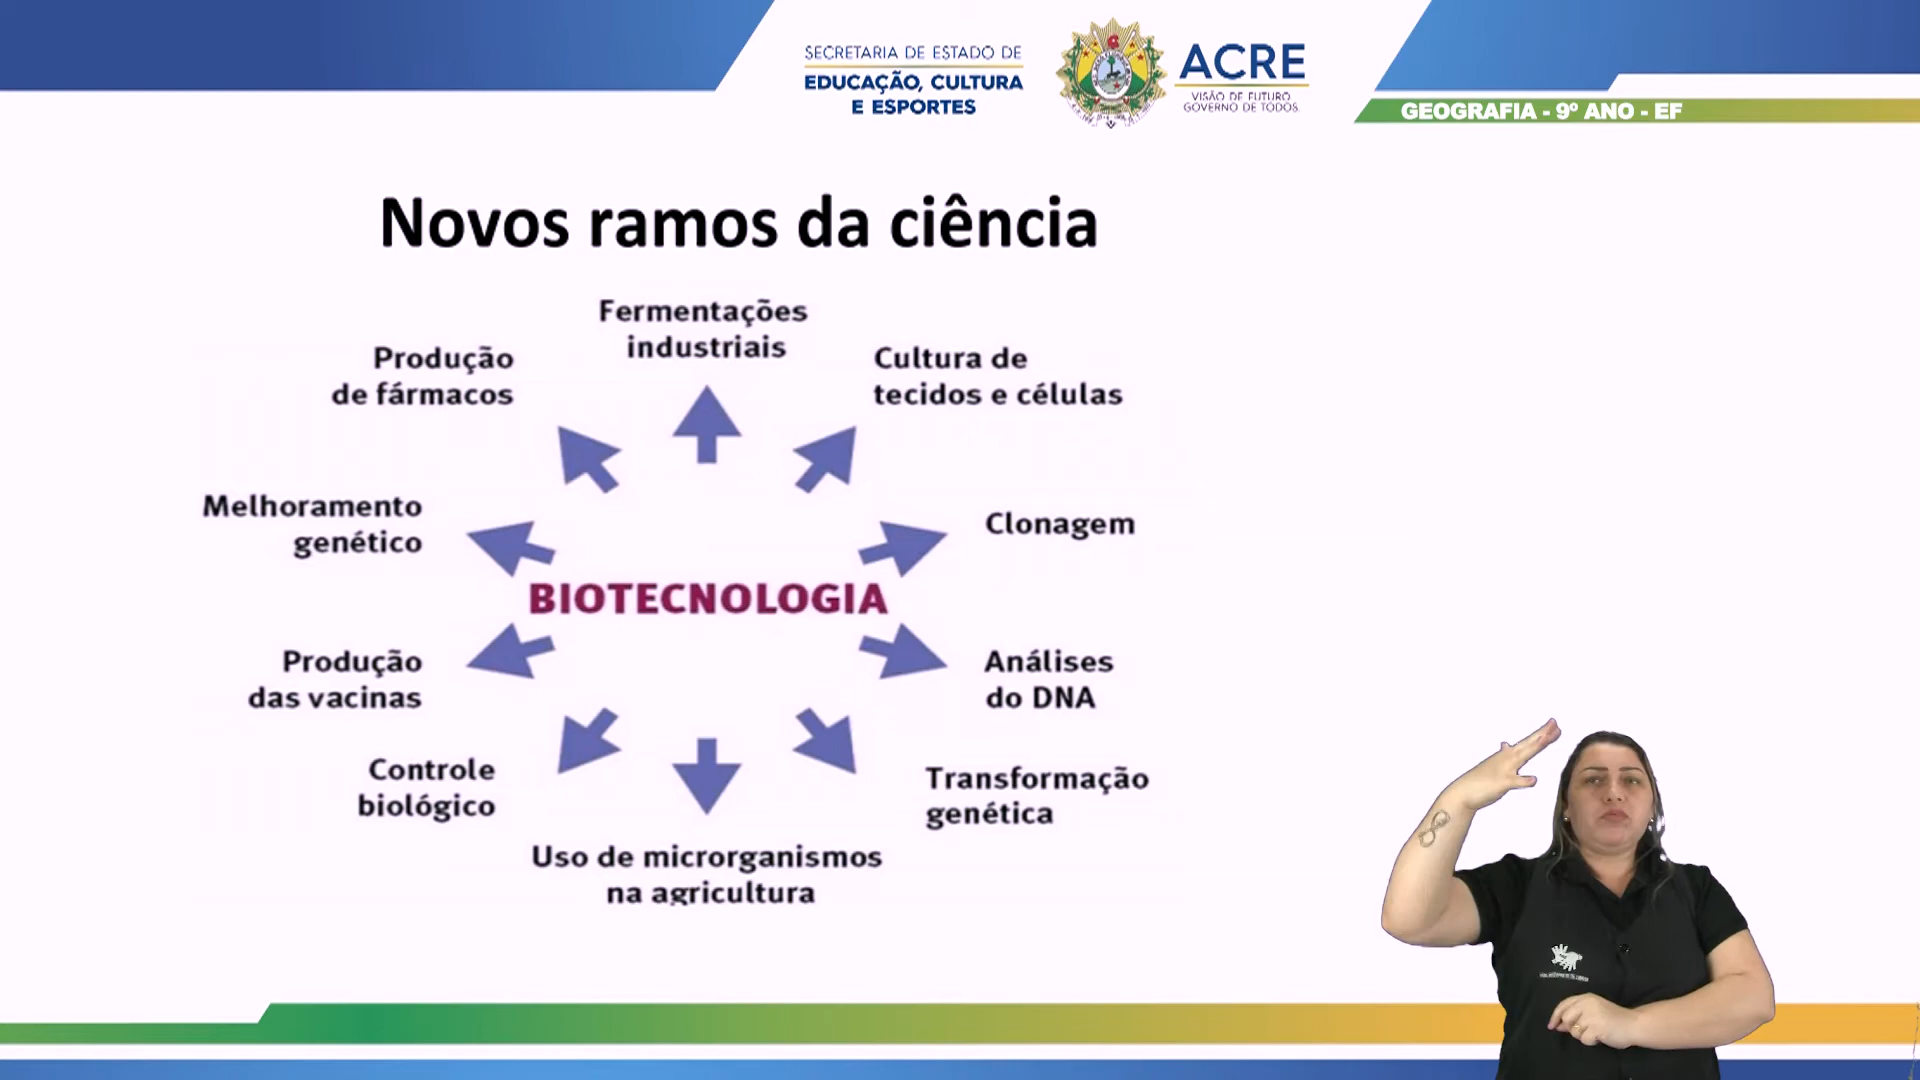 SECRETARIA DE ESTADO DE
EDUCAÇÃO, CULTURA
E ESPORTES
ACRE
VISÃO DE FUTURO
GOVERNO DE TODOS
GEOGRAFIA - 9º ANO - EF
Novos ramos da ciência
Fermentações
industriais
Produção
de fármacos
Cultura de
tecidos e células
Melhoramento
genético
Clonagem
BIOTECNOLOGIA
Produção
das vacinas
Análises
do DNA
Controle
biológico
Transformação
genética
Uso de microrganismos
na agricultura